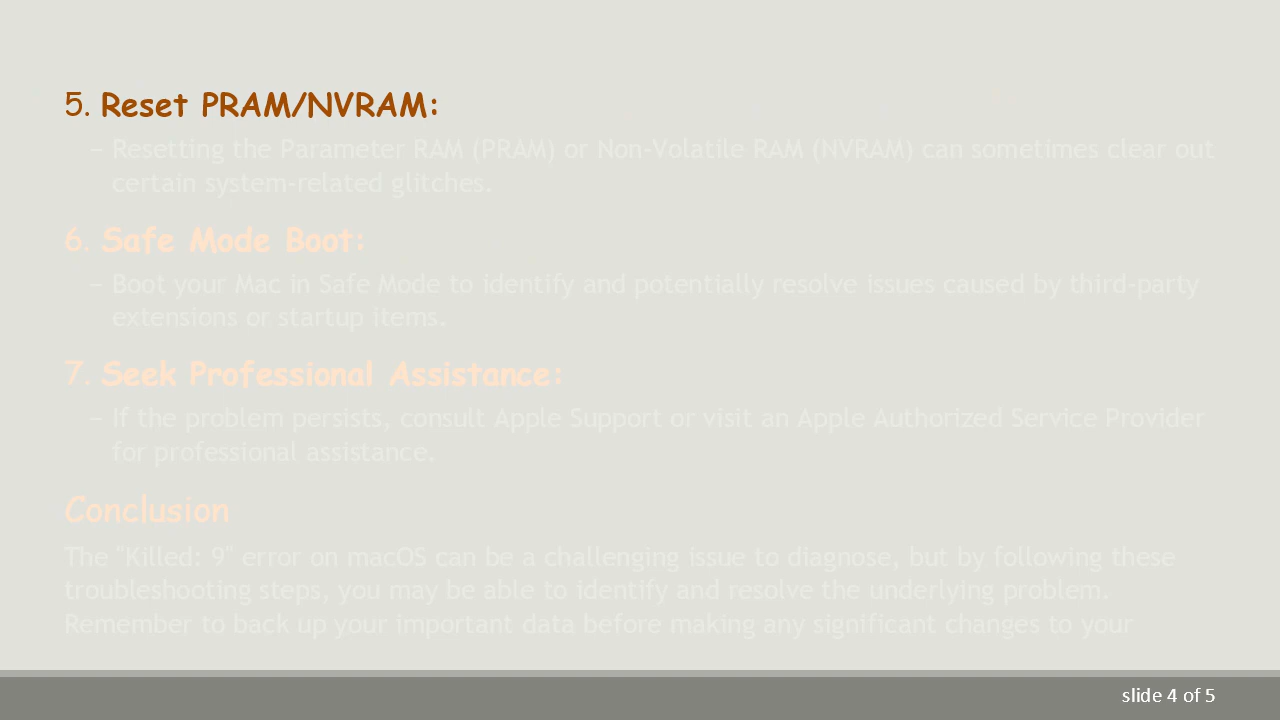 5. Reset PRAM/NVRAM:
– Resetting the Parameter RAM (PRAM) or Non-Volatile RAM (NVRAM) can sometimes clear out
certain system-related glitches.
6. Safe Mode Boot:
– Boot your Mac in Safe Mode to identify and potentially resolve issues caused by third-party
extensions or startup items.
7. Seek Professional Assistance:
– If the problem persists, consult Apple Support or visit an Apple Authorized Service Provider
for professional assistance.
Conclusion
The "Killed: 9" error on macOS can be a challenging issue to diagnose, but by following these
troubleshooting steps, you may be able to identify and resolve the underlying problem.
Remember to back up your important data before making any significant changes to your
slide 4 of 5